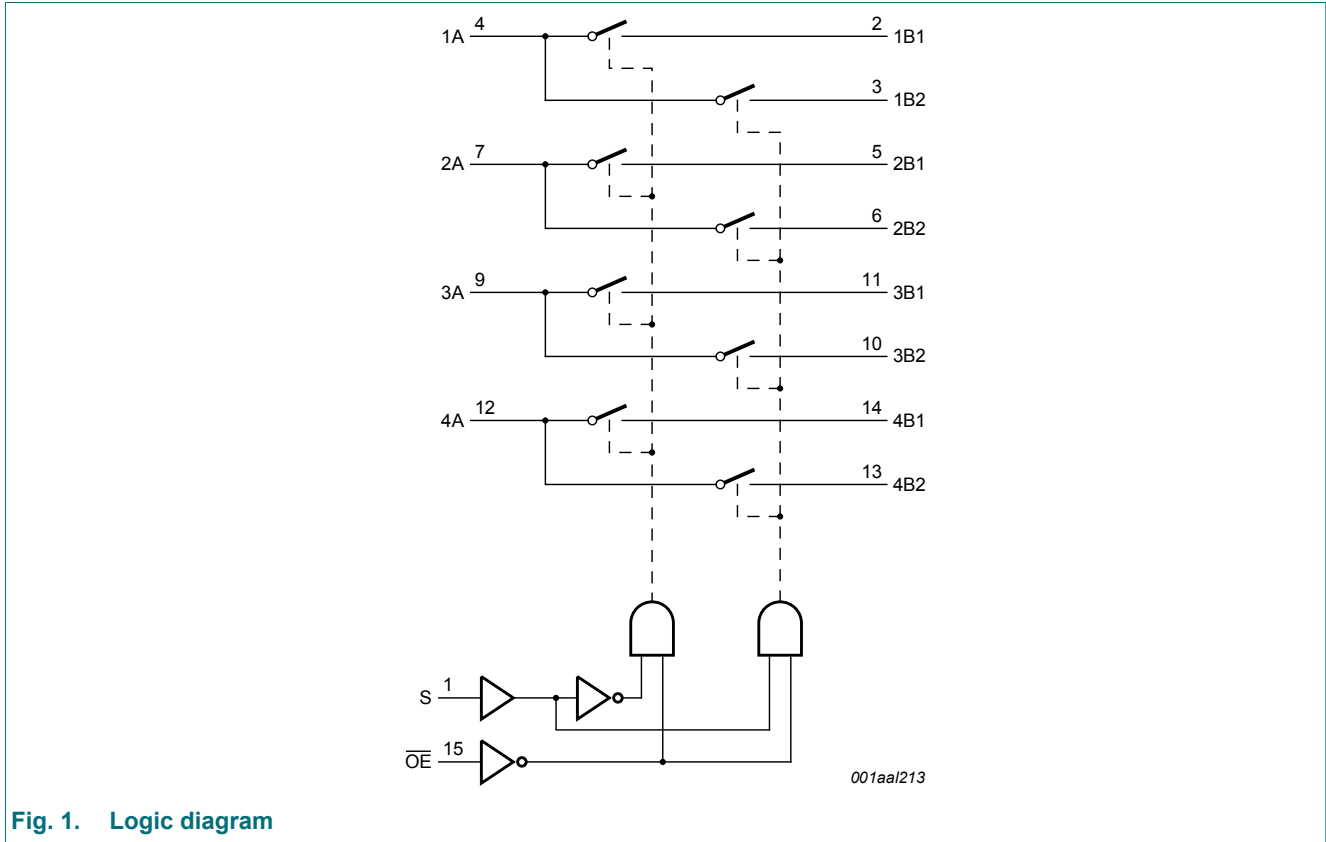 1A 4 2 1B1
3 1B2
2A 7 5 2B1
6 2B2
3A 9 11 3B1
10 3B2
4A 12 14 4B1
13 4B2
S 1
O̅E̅ 15
001aal213
Fig. 1. Logic diagram